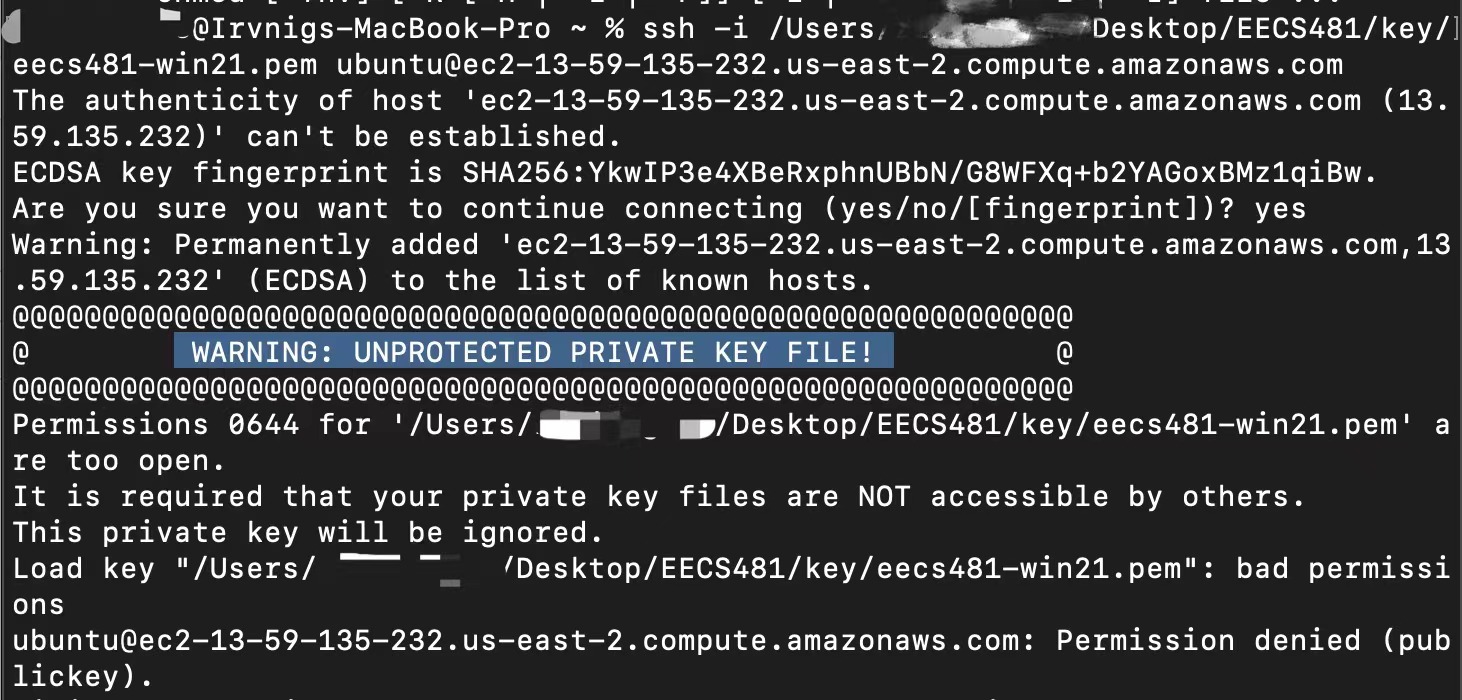 @Irvnigs-MacBook-Pro ~ % ssh -i /Users/ Desktop/EECS481/key/
eecs481-win21.pem ubuntu@ec2-13-59-135-232.us-east-2.compute.amazonaws.com
The authenticity of host 'ec2-13-59-135-232.us-east-2.compute.amazonaws.com (13.
59.135.232)' can't be established.
ECDSA key fingerprint is SHA256:YkwIP3e4XBeRxphnUBbN/G8WFXq+b2YAGoxBMz1qiBw.
Are you sure you want to continue connecting (yes/no/[fingerprint])? yes
Warning: Permanently added 'ec2-13-59-135-232.us-east-2.compute.amazonaws.com,13
.59.135.232' (ECDSA) to the list of known hosts.
@@@@@@@@@@@@@@@@@@@@@@@@@@@@@@@@@@@@@@@@@@@@@@@@@@@@@@@@@@@
@ WARNING: UNPROTECTED PRIVATE KEY FILE! @
@@@@@@@@@@@@@@@@@@@@@@@@@@@@@@@@@@@@@@@@@@@@@@@@@@@@@@@@@@@
Permissions 0644 for '/Users/ /Desktop/EECS481/key/eecs481-win21.pem' a
re too open.
It is required that your private key files are NOT accessible by others.
This private key will be ignored.
Load key "/Users/ /Desktop/EECS481/key/eecs481-win21.pem": bad permissi
ons
ubuntu@ec2-13-59-135-232.us-east-2.compute.amazonaws.com: Permission denied (pub
lickey).